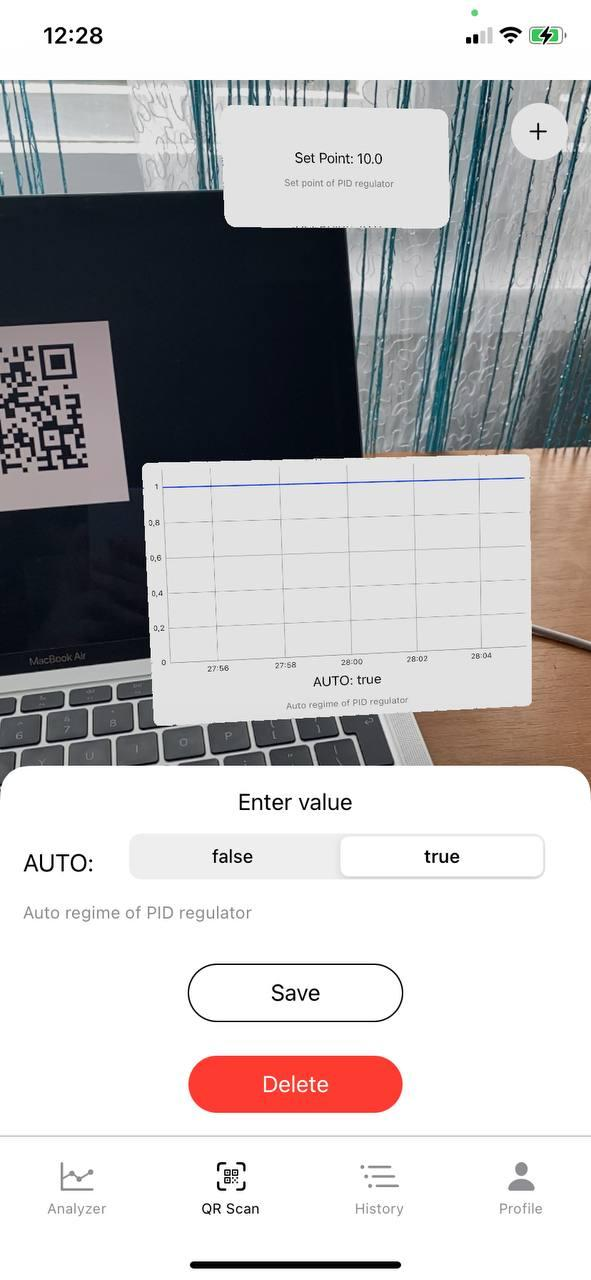 12:28
Set Point: 10.0
Set point of PID regulator
1
0,8
0,6
0,4
0,2
0
27:56
27:58
28:00
28:02
28:04
AUTO: true
Auto regime of PID regulator
MacBook Air
6
7
8
U
I
O
P
Enter value
AUTO:
false
true
Auto regime of PID regulator
Save
Delete
Analyzer
QR Scan
History
Profile